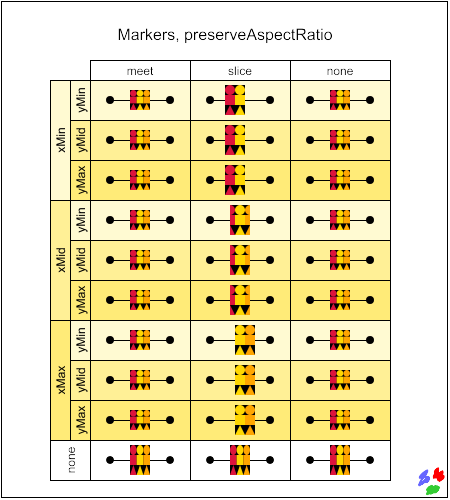 Markers, preserveAspectRatio
meet slice none
xMin
yMin
yMid
yMax
xMid
yMin
yMid
yMax
xMax
yMin
yMid
yMax
none